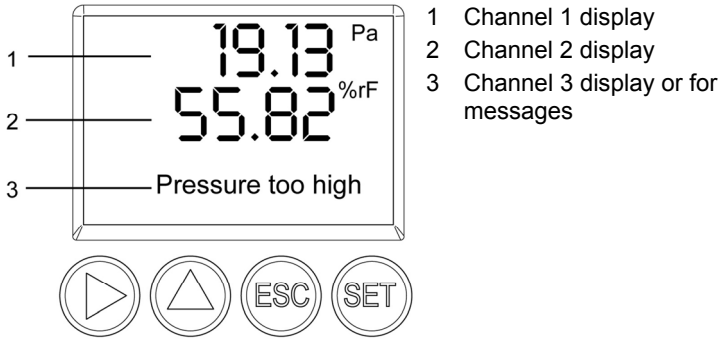 1
19.13 Pa
2
55.82 %rF
3
Pressure too high
ESC
SET
1 Channel 1 display
2 Channel 2 display
3 Channel 3 display or for
messages